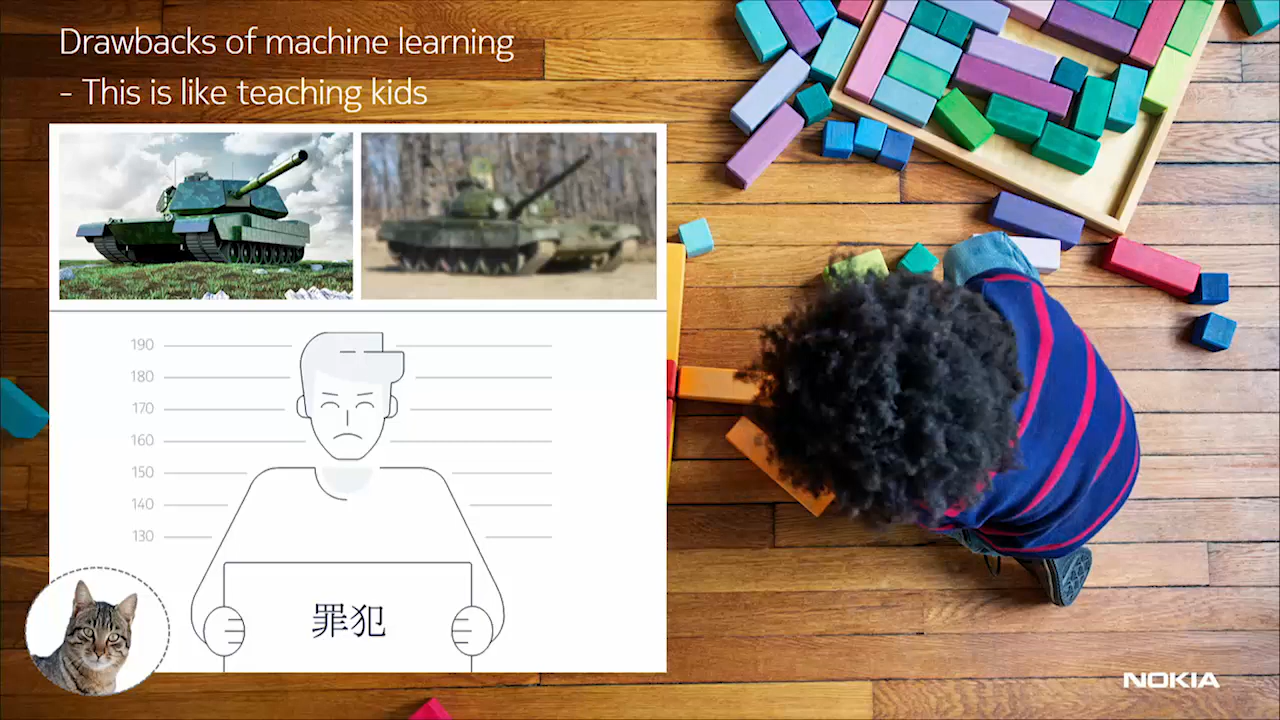 Drawbacks of machine learning
- This is like teaching kids
190
180
170
160
150
140
130
罪犯
NOKIA